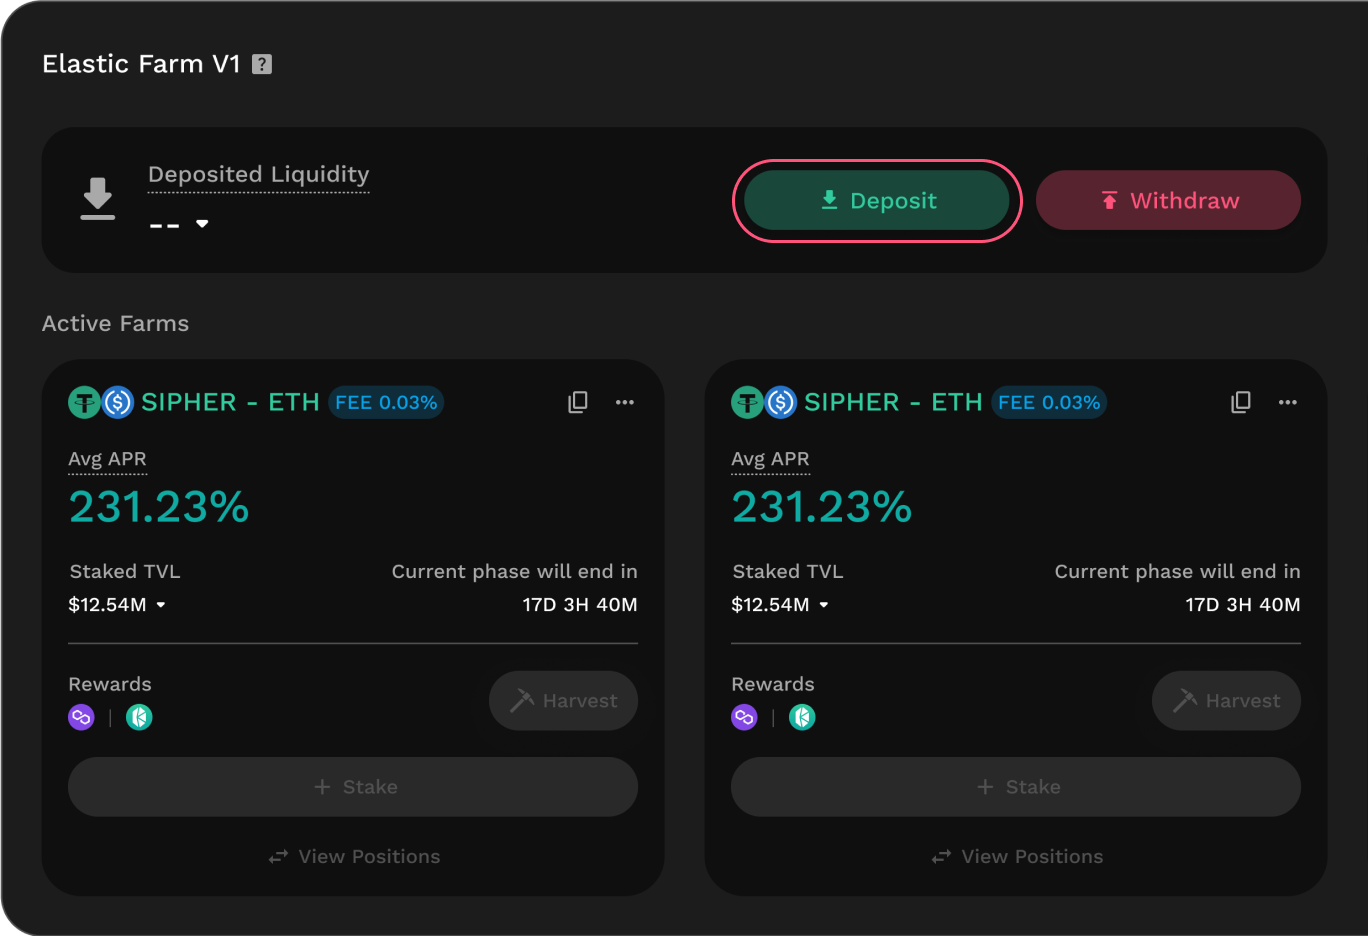 Elastic Farm V1 ?
Deposited Liquidity
--
Deposit
Withdraw
Active Farms
SIPHER - ETH FEE 0.03%
Avg APR
231.23%
Staked TVL
Current phase will end in
$12.54M
17D 3H 40M
Rewards
Harvest
+ Stake
View Positions
SIPHER - ETH FEE 0.03%
Avg APR
231.23%
Staked TVL
Current phase will end in
$12.54M
17D 3H 40M
Rewards
Harvest
+ Stake
View Positions